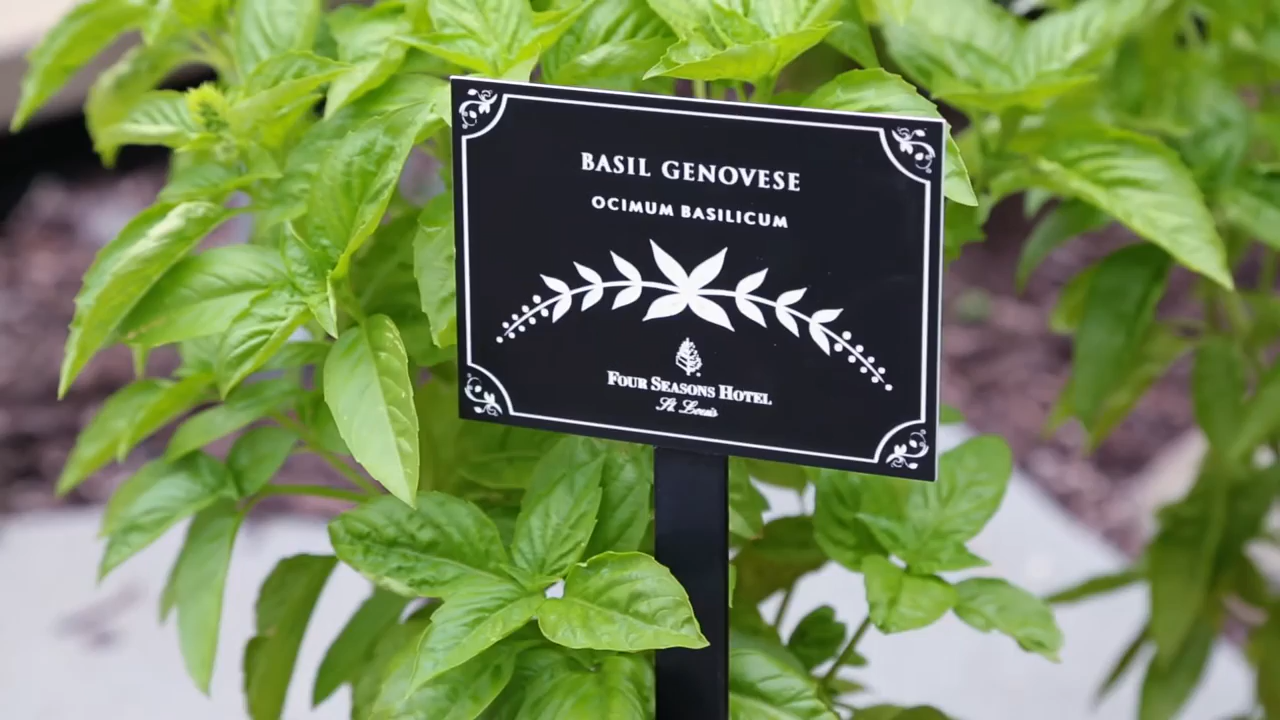 BASIL GENOVESE
OCIMUM BASILICUM
FOUR SEASONS HOTEL
St. Louis